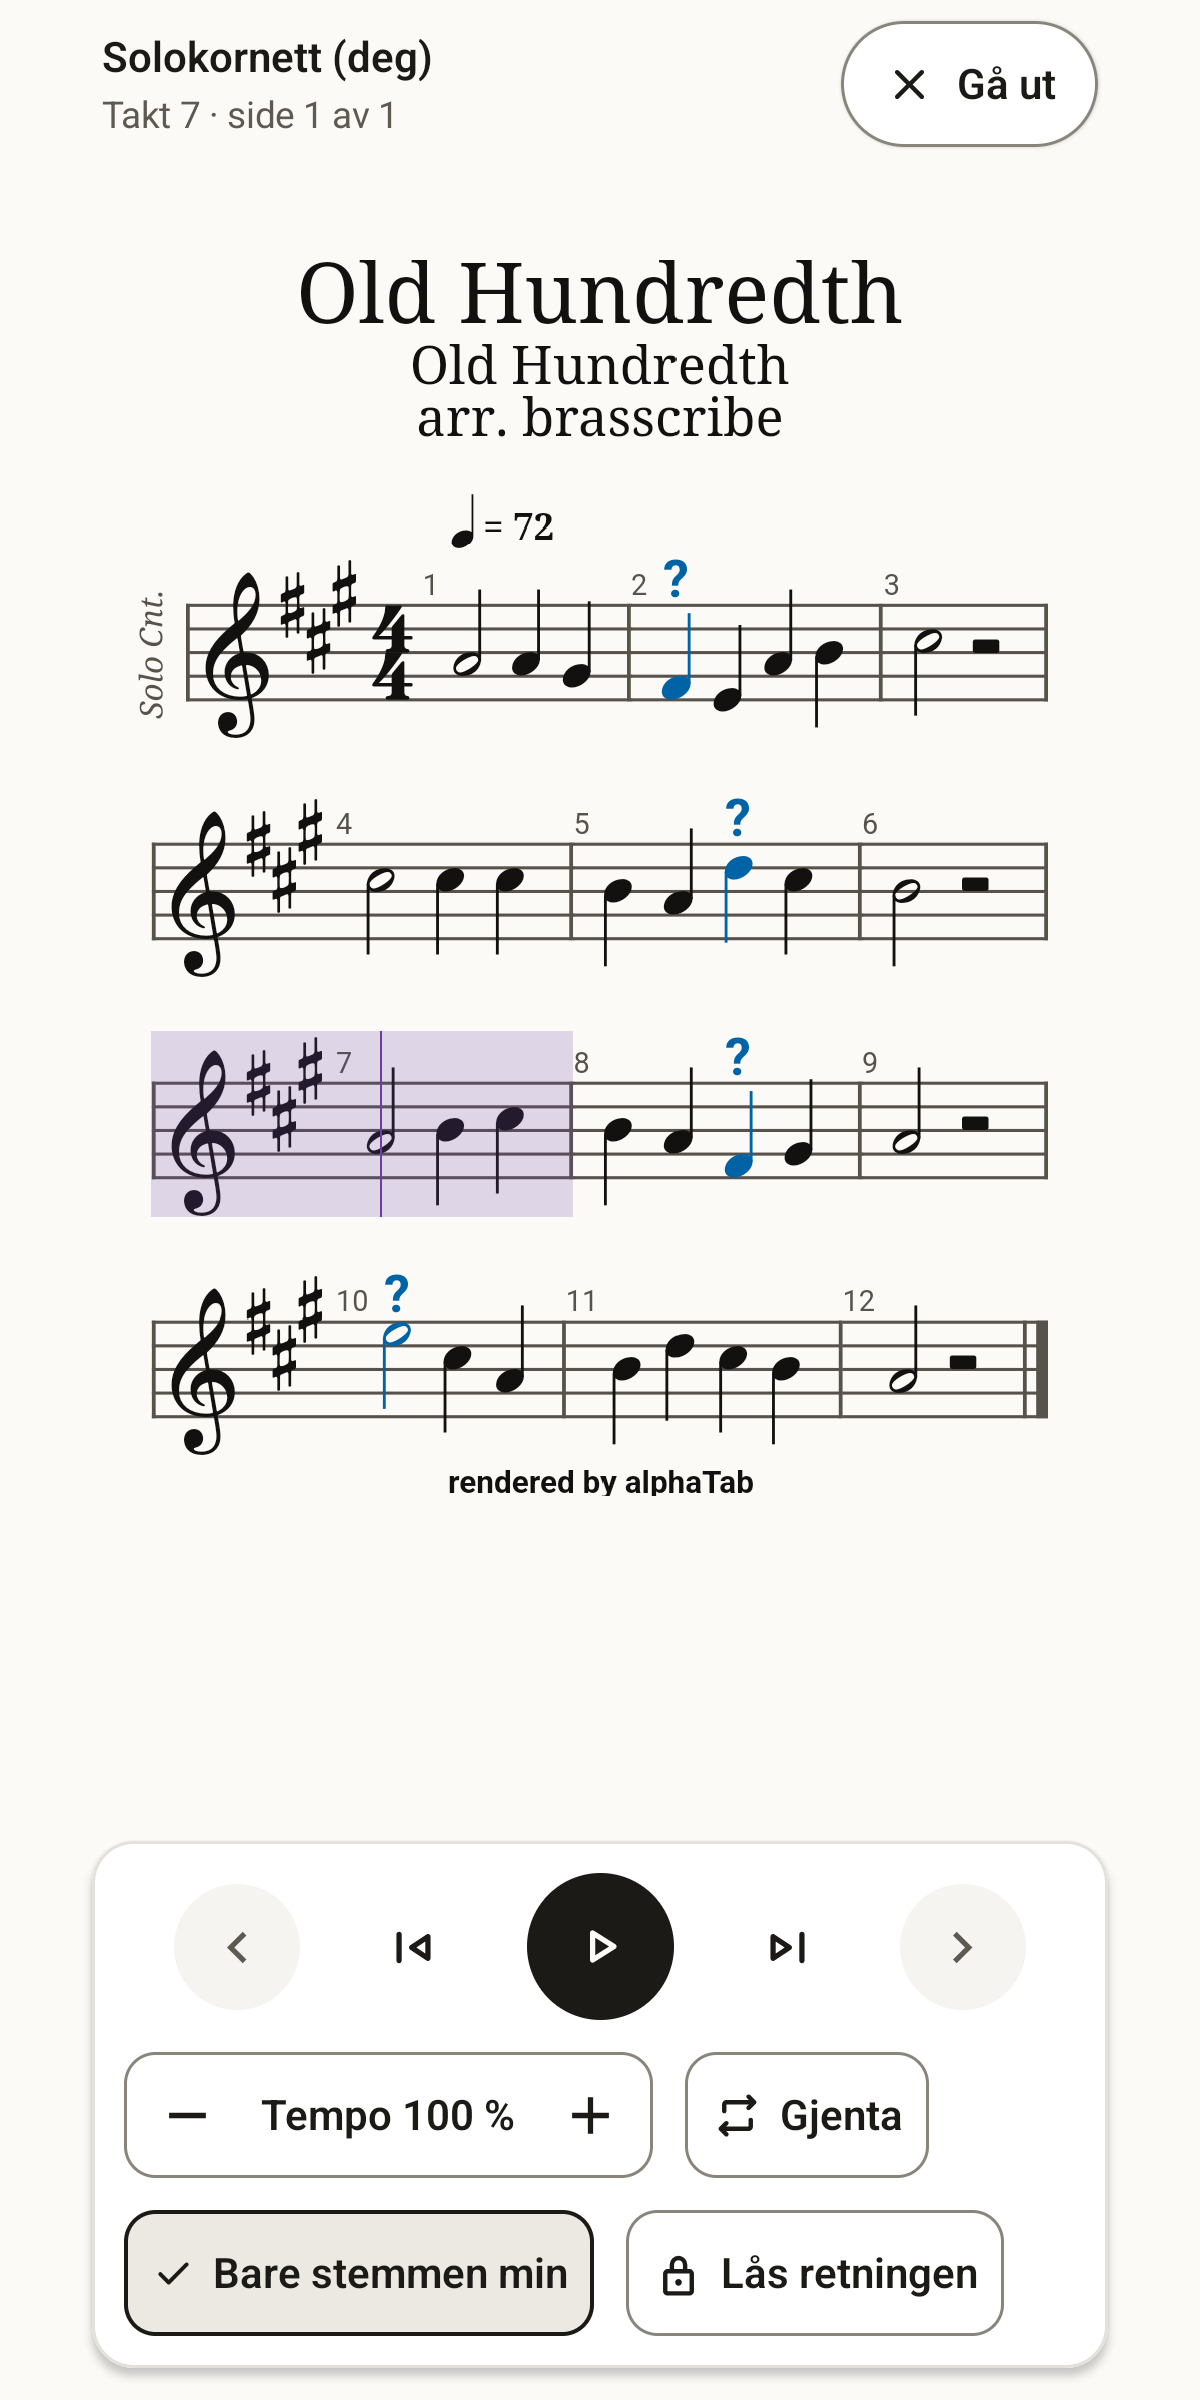 Solokornett (deg)
Takt 7 · side 1 av 1
Gå ut
Old Hundredth
Old Hundredth
arr. brasscribe
= 72
Solo Cnt.
1 2 ? 3
4 5 ? 6
7 8 ? 9
10 ? 11 12
rendered by alphaTab
Tempo 100 %
Gjenta
Bare stemmen min
Lås retningen